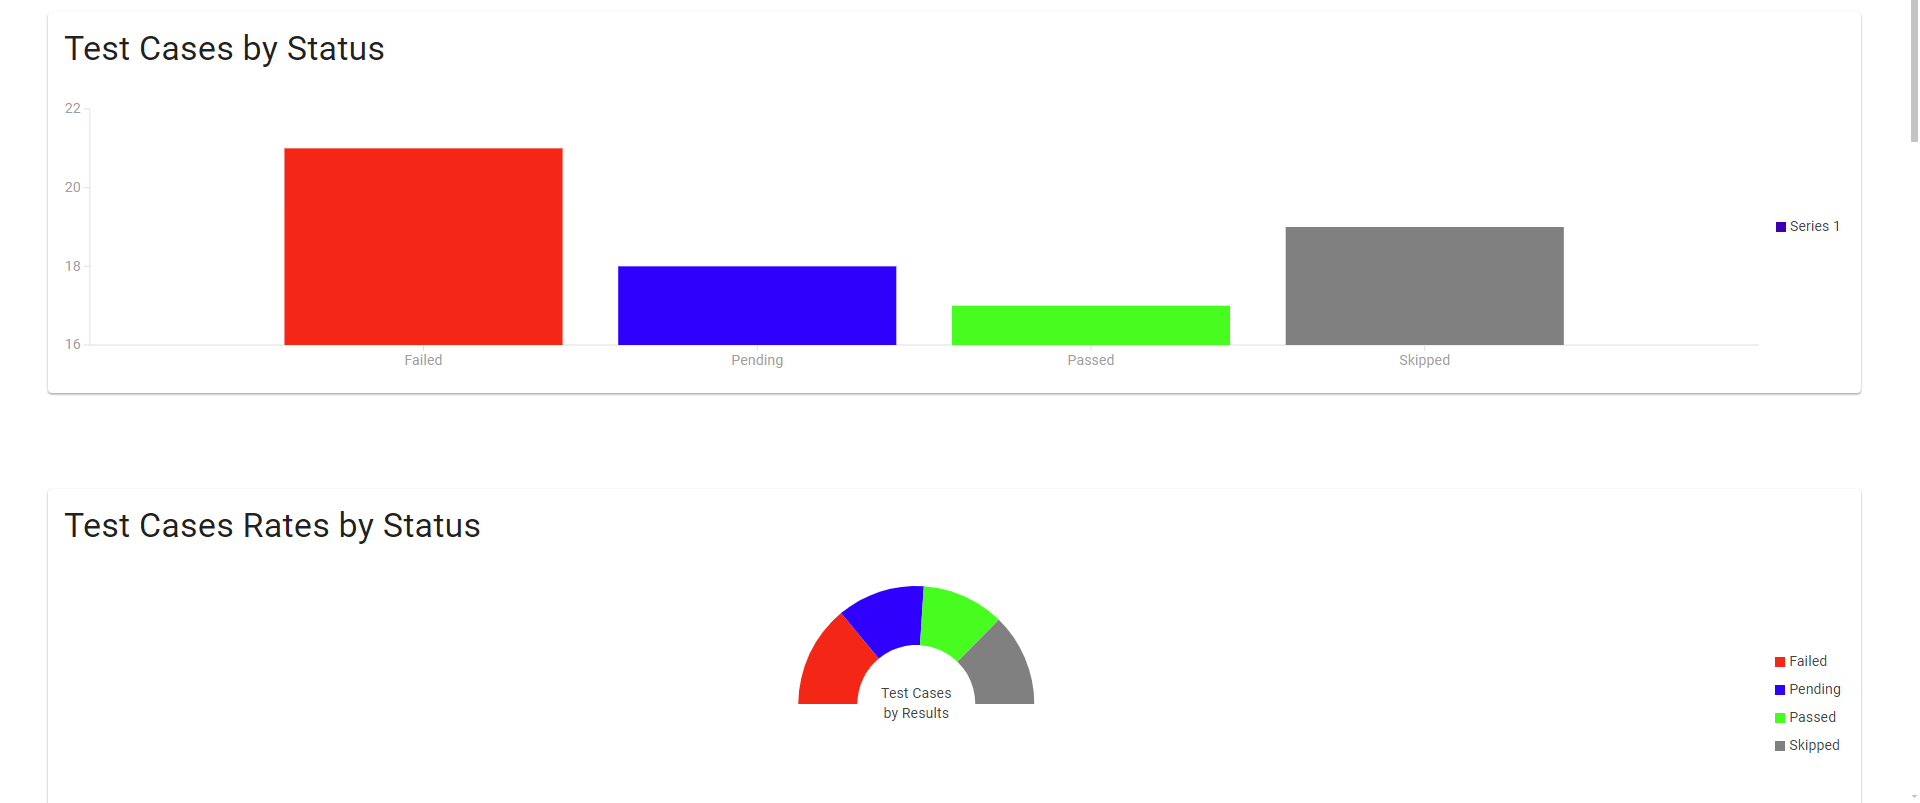 Test Cases by Status
22
20
18
16
Failed
Pending
Passed
Skipped
Series 1
Test Cases Rates by Status
Test Cases
by Results
Failed
Pending
Passed
Skipped